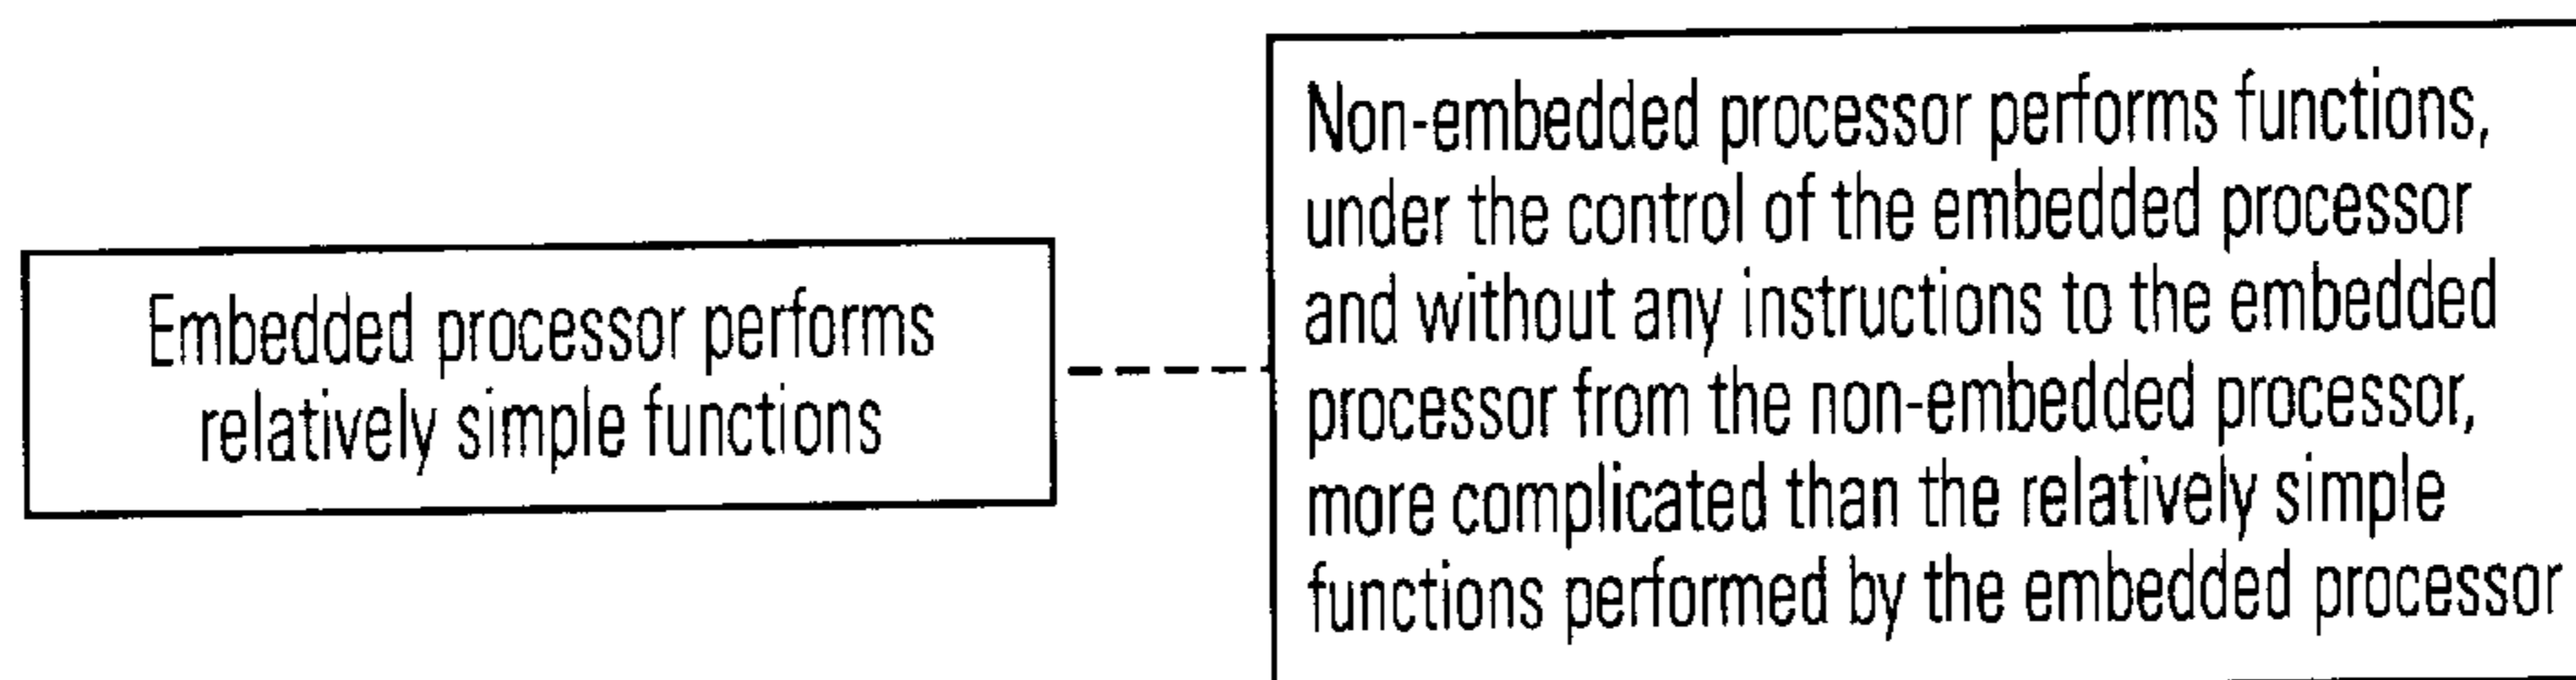 Embedded processor performs
relatively simple functions
Non-embedded processor performs functions,
under the control of the embedded processor
and without any instructions to the embedded
processor from the non-embedded processor,
more complicated than the relatively simple
functions performed by the embedded processor